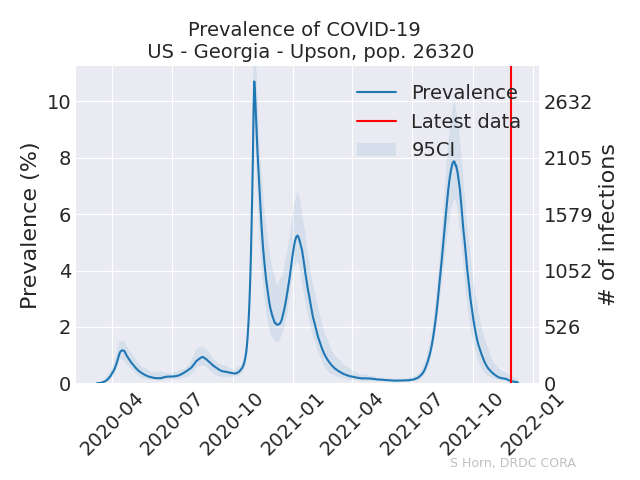 Prevalence of COVID-19
US - Georgia - Upson, pop. 26320
Prevalence
Latest data
95CI
Prevalence (%)
10
8
6
4
2
0
2632
2105
1579
1052
526
0
# of infections
2020-04
2020-07
2020-10
2021-01
2021-04
2021-07
2021-10
2022-01
S Horn, DRDC CORA